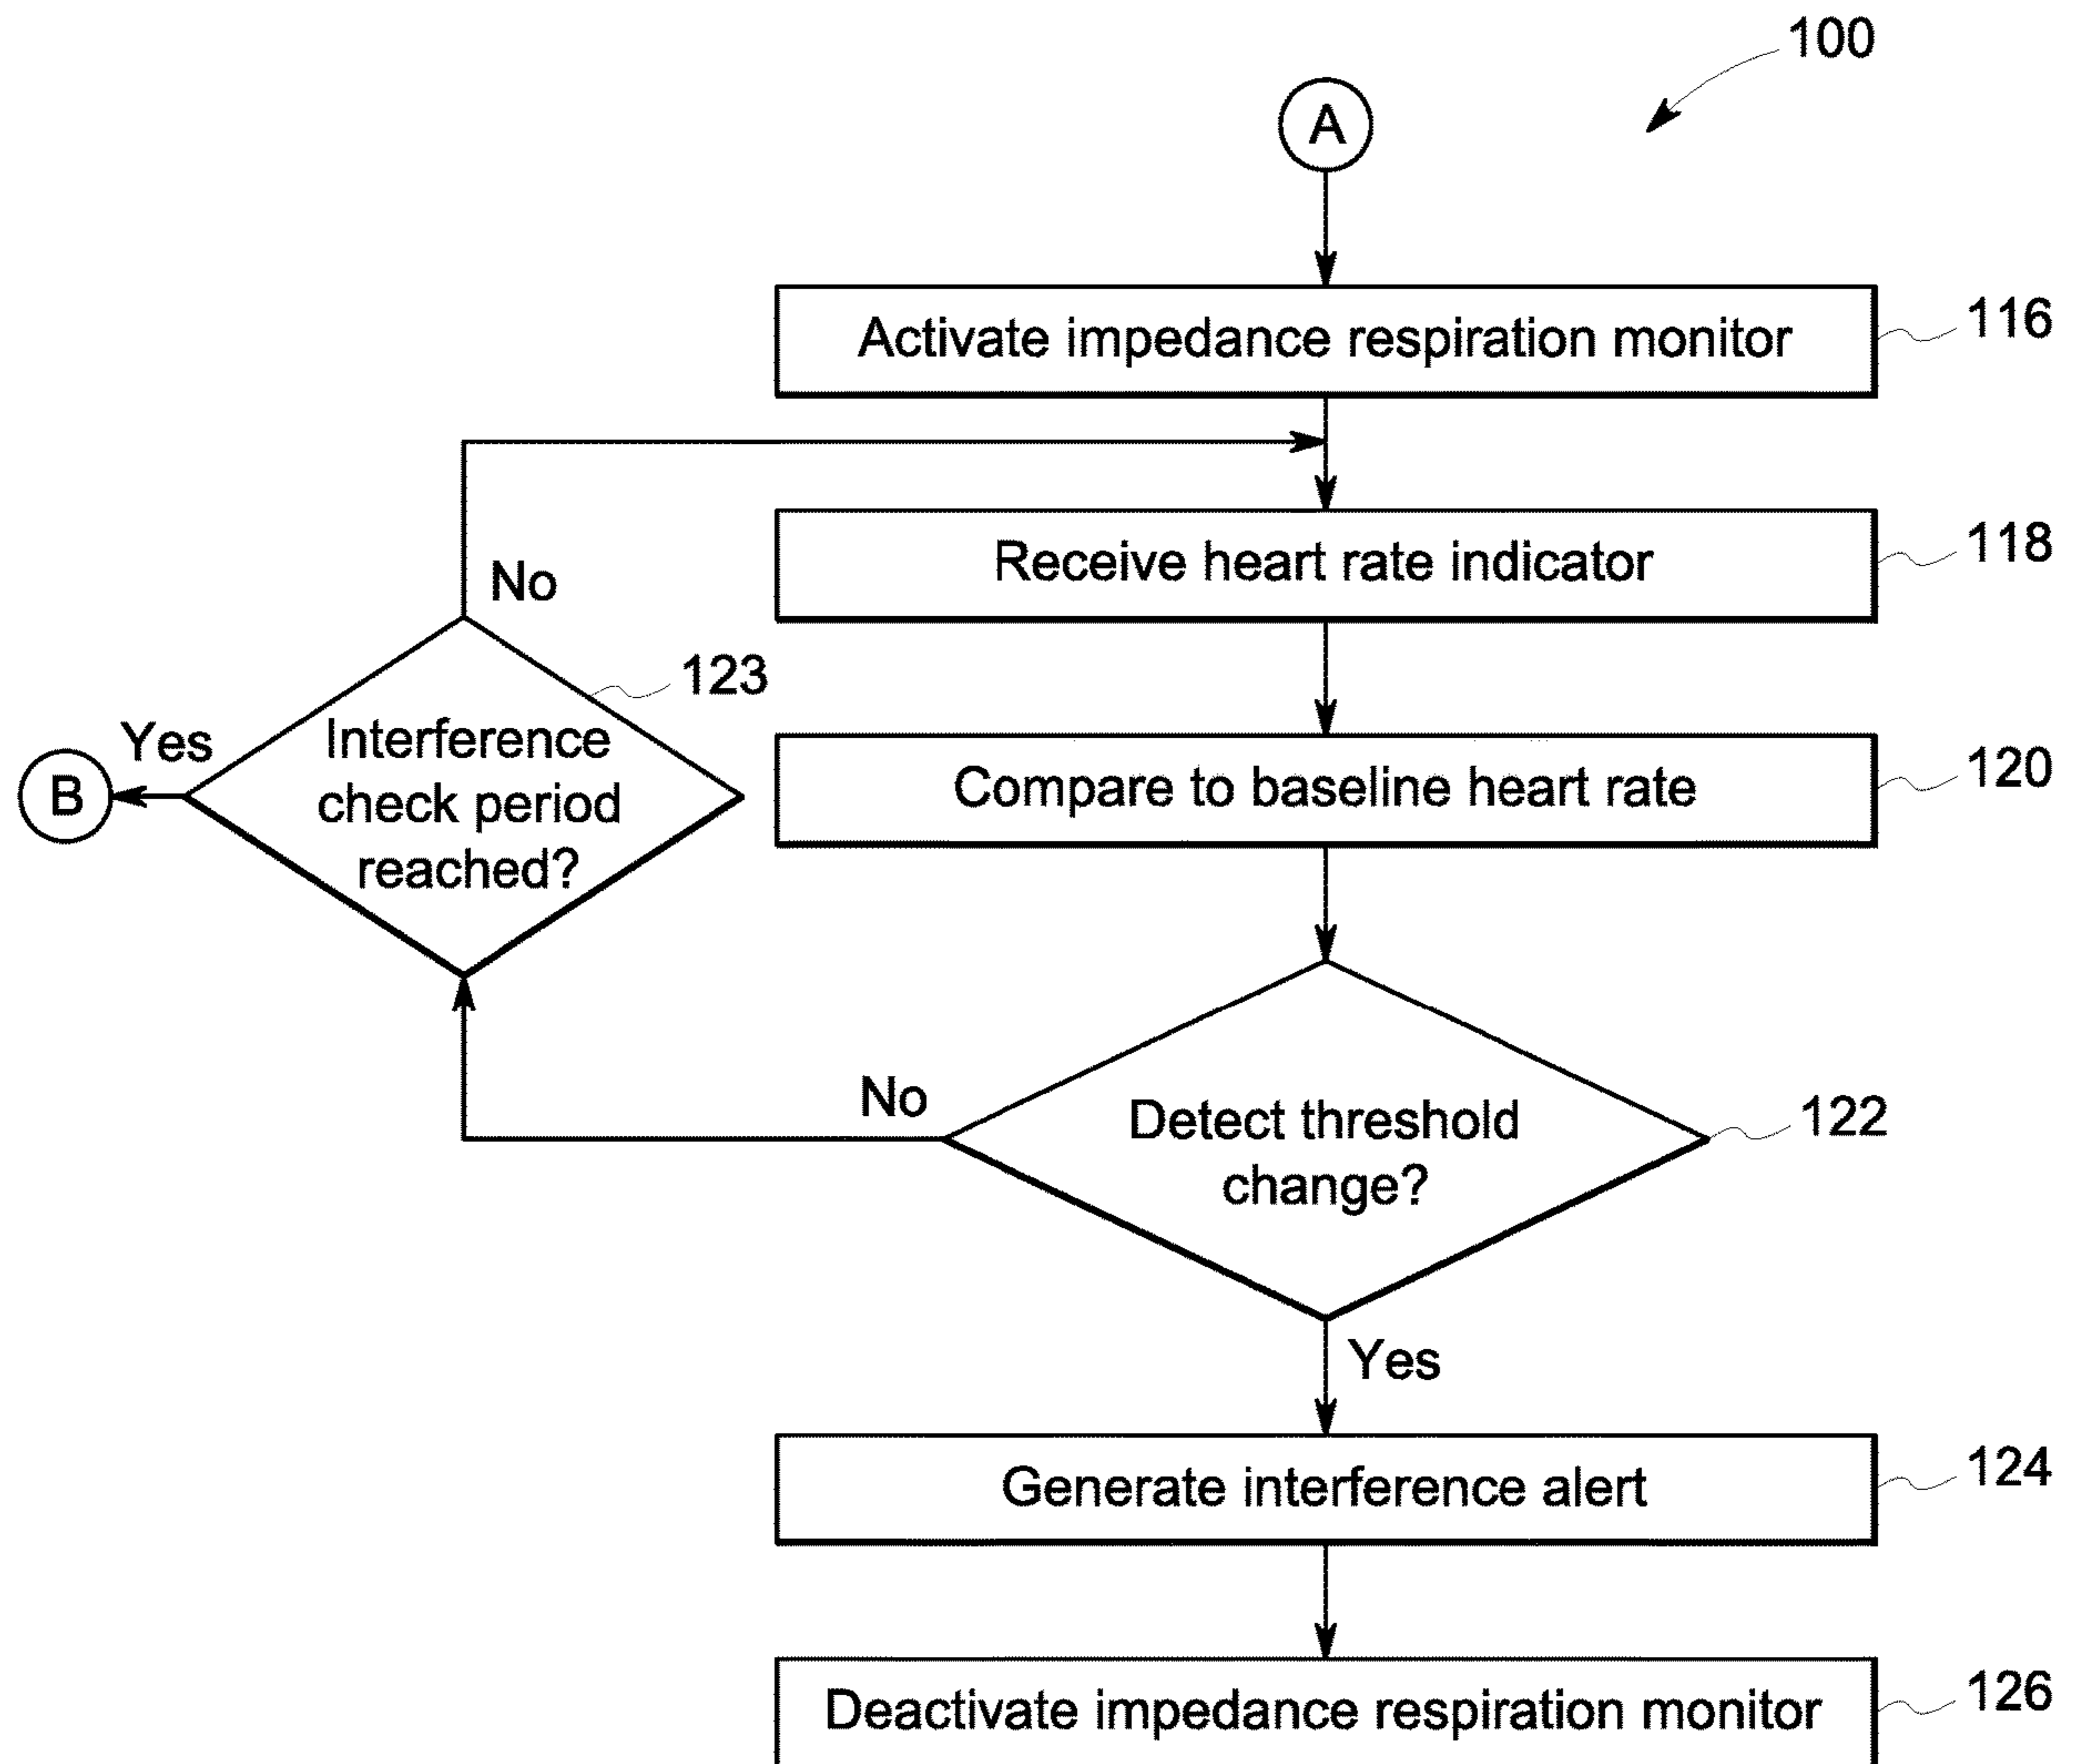 100
A
Activate impedance respiration monitor
116
Receive heart rate indicator
118
No
123
Interference
check period
reached?
Yes
B
Compare to baseline heart rate
120
Detect threshold
change?
122
No
Yes
Generate interference alert
124
Deactivate impedance respiration monitor
126